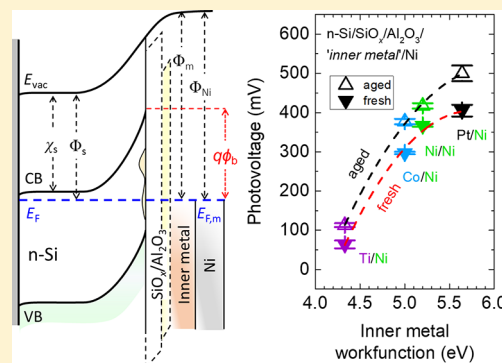 E_vac
Φ_m
Φ_Ni
χ_s
Φ_s
qϕ_b
CB
E_F
E_F,m
n-Si
SiO_x/Al_2O_3
Inner metal
Ni
VB
n-Si/SiO_x/Al_2O_3/
'inner metal'/Ni
aged
fresh
Photovoltage (mV)
600
500
400
300
200
100
0
Pt/Ni
Ni/Ni
Co/Ni
Ti/Ni
aged
fresh
4.0 4.5 5.0 5.5 6.0
Inner metal
workfunction (eV)